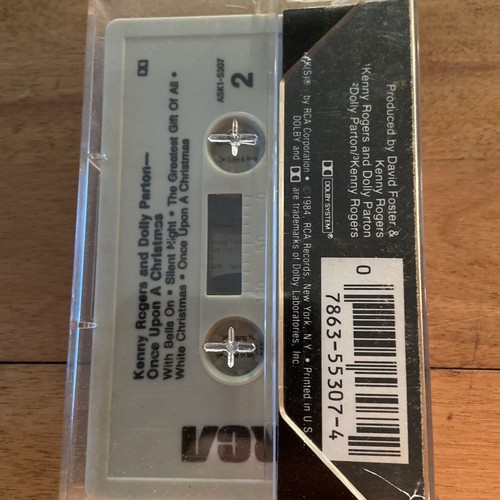 Kenny Rogers and Dolly Parton—
Once Upon A Christmas
With Bells On • Silent Night • The Greatest Gift Of All •
White Christmas • Once Upon A Christmas
ASK1-5307
2
RCA
Produced by David Foster &
Kenny Rogers
¹Kenny Rogers and Dolly Parton
²Dolly Parton/³Kenny Rogers
DOLBY SYSTEM®
by RCA Corporation • ©1984, RCA Records, New York, N.Y. • Printed in U.S.
DOLBY and are Trademarks of Dolby Laboratories, Inc.
0
7863-55307-4